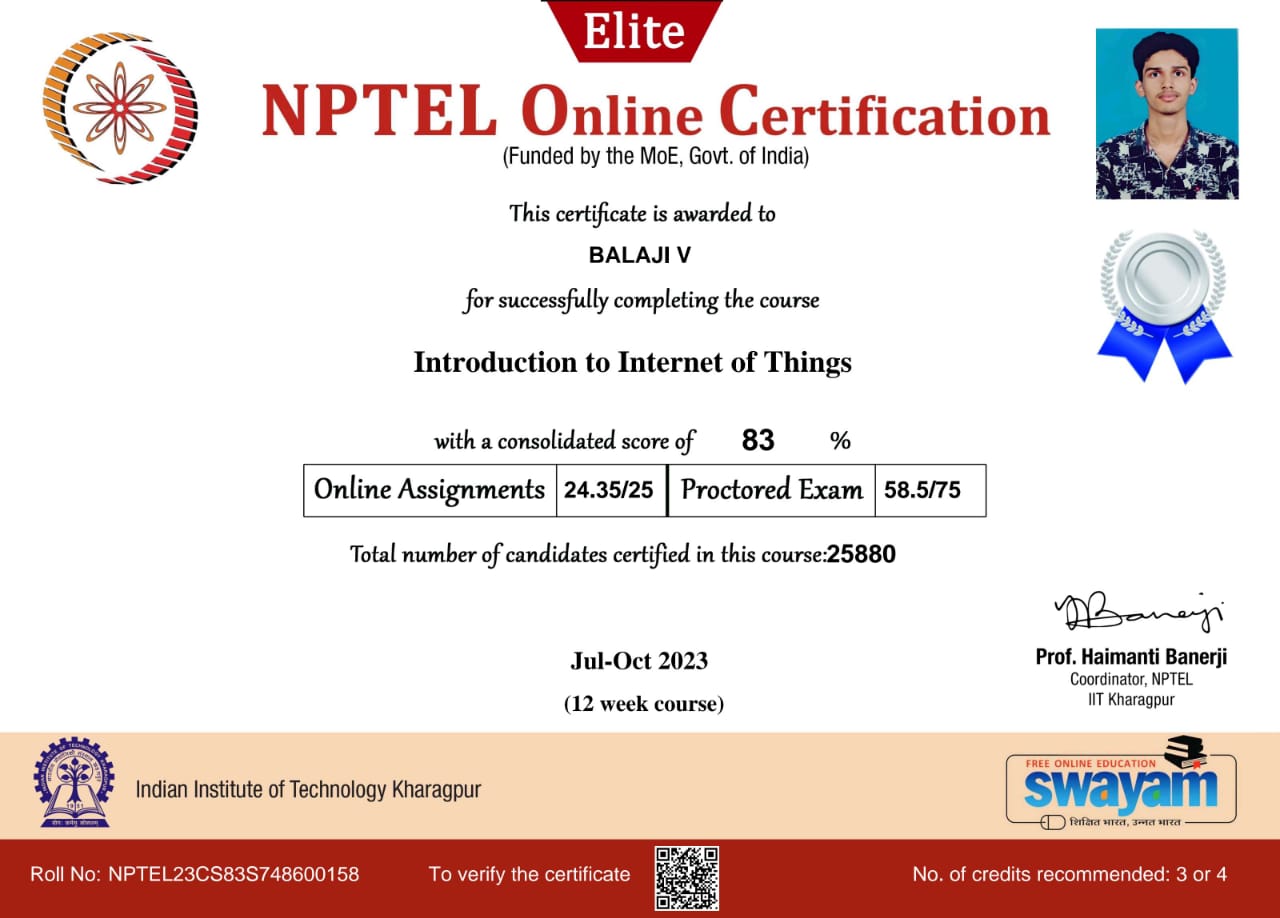 Elite
NPTEL Online Certification
(Funded by the MoE, Govt. of India)
This certificate is awarded to
BALAJI V
for successfully completing the course
Introduction to Internet of Things
with a consolidated score of 83 %
Online Assignments 24.35/25 Proctored Exam 58.5/75
Total number of candidates certified in this course:25880
Prof. Haimanti Banerji
Coordinator, NPTEL
IIT Kharagpur
Jul-Oct 2023
(12 week course)
Indian Institute of Technology Kharagpur
FREE ONLINE EDUCATION
swayam
शिक्षित भारत, उन्नत भारत
Roll No: NPTEL23CS83S748600158
To verify the certificate
No. of credits recommended: 3 or 4